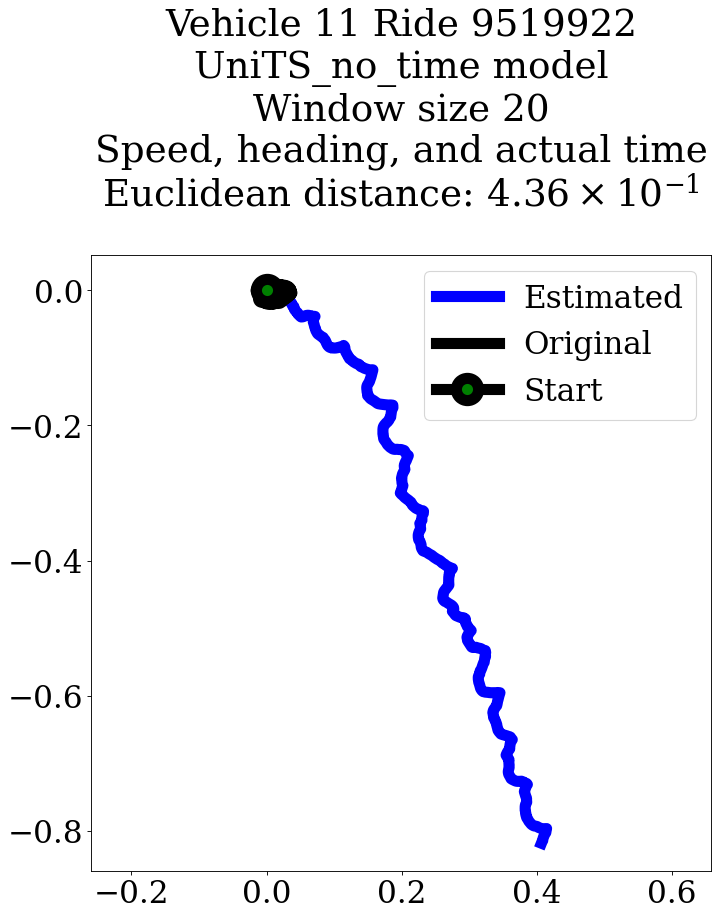 Vehicle 11 Ride 9519922
UniTS_no_time model
Window size 20
Speed, heading, and actual time
Euclidean distance: 4.36 × 10⁻¹
Estimated
Original
Start
0.0
−0.2
−0.4
−0.6
−0.8
−0.2
0.0
0.2
0.4
0.6